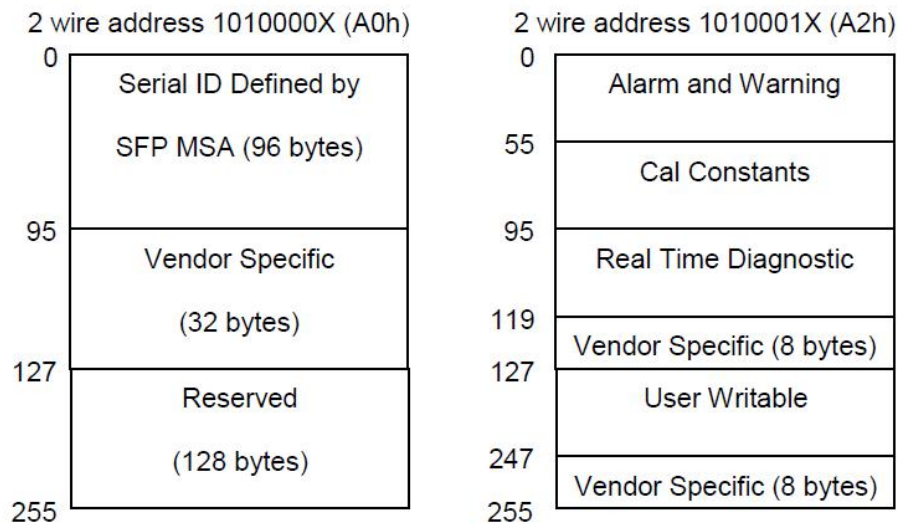 2 wire address 1010000X (A0h)
0
Serial ID Defined by
SFP MSA (96 bytes)
95
Vendor Specific
(32 bytes)
127
Reserved
(128 bytes)
255
2 wire address 1010001X (A2h)
0
Alarm and Warning
55
Cal Constants
95
Real Time Diagnostic
119
Vendor Specific (8 bytes)
127
User Writable
247
Vendor Specific (8 bytes)
255